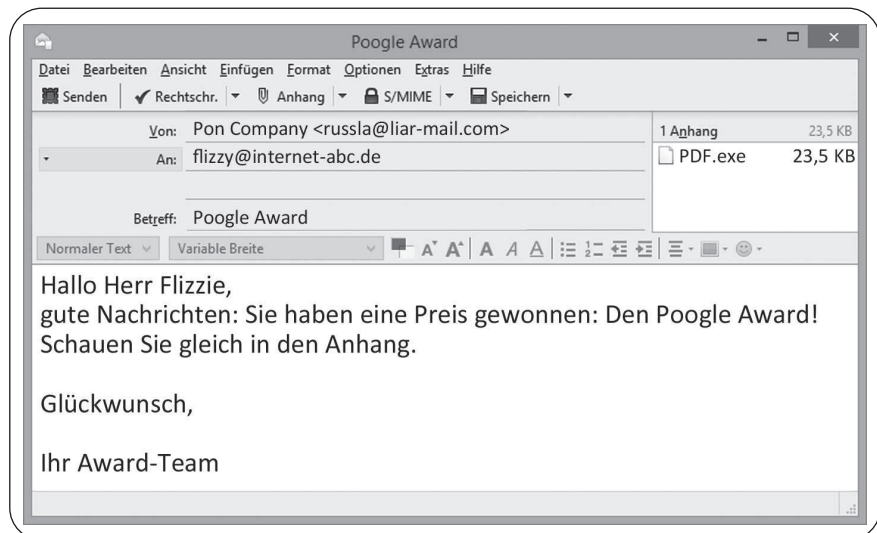 Poogle Award
Datei Bearbeiten Ansicht Einfügen Format Optionen Extras Hilfe
Senden Rechtschr. Anhang S/MIME Speichern
Von: Pon Company <russla@liar-mail.com>
1 Anhang 23,5 KB
An: flizzy@internet-abc.de
PDF.exe 23,5 KB
Betreff: Poogle Award
Normaler Text Variable Breite
Hallo Herr Flizzie,
gute Nachrichten: Sie haben eine Preis gewonnen: Den Poogle Award!
Schauen Sie gleich in den Anhang.
Glückwunsch,
Ihr Award-Team